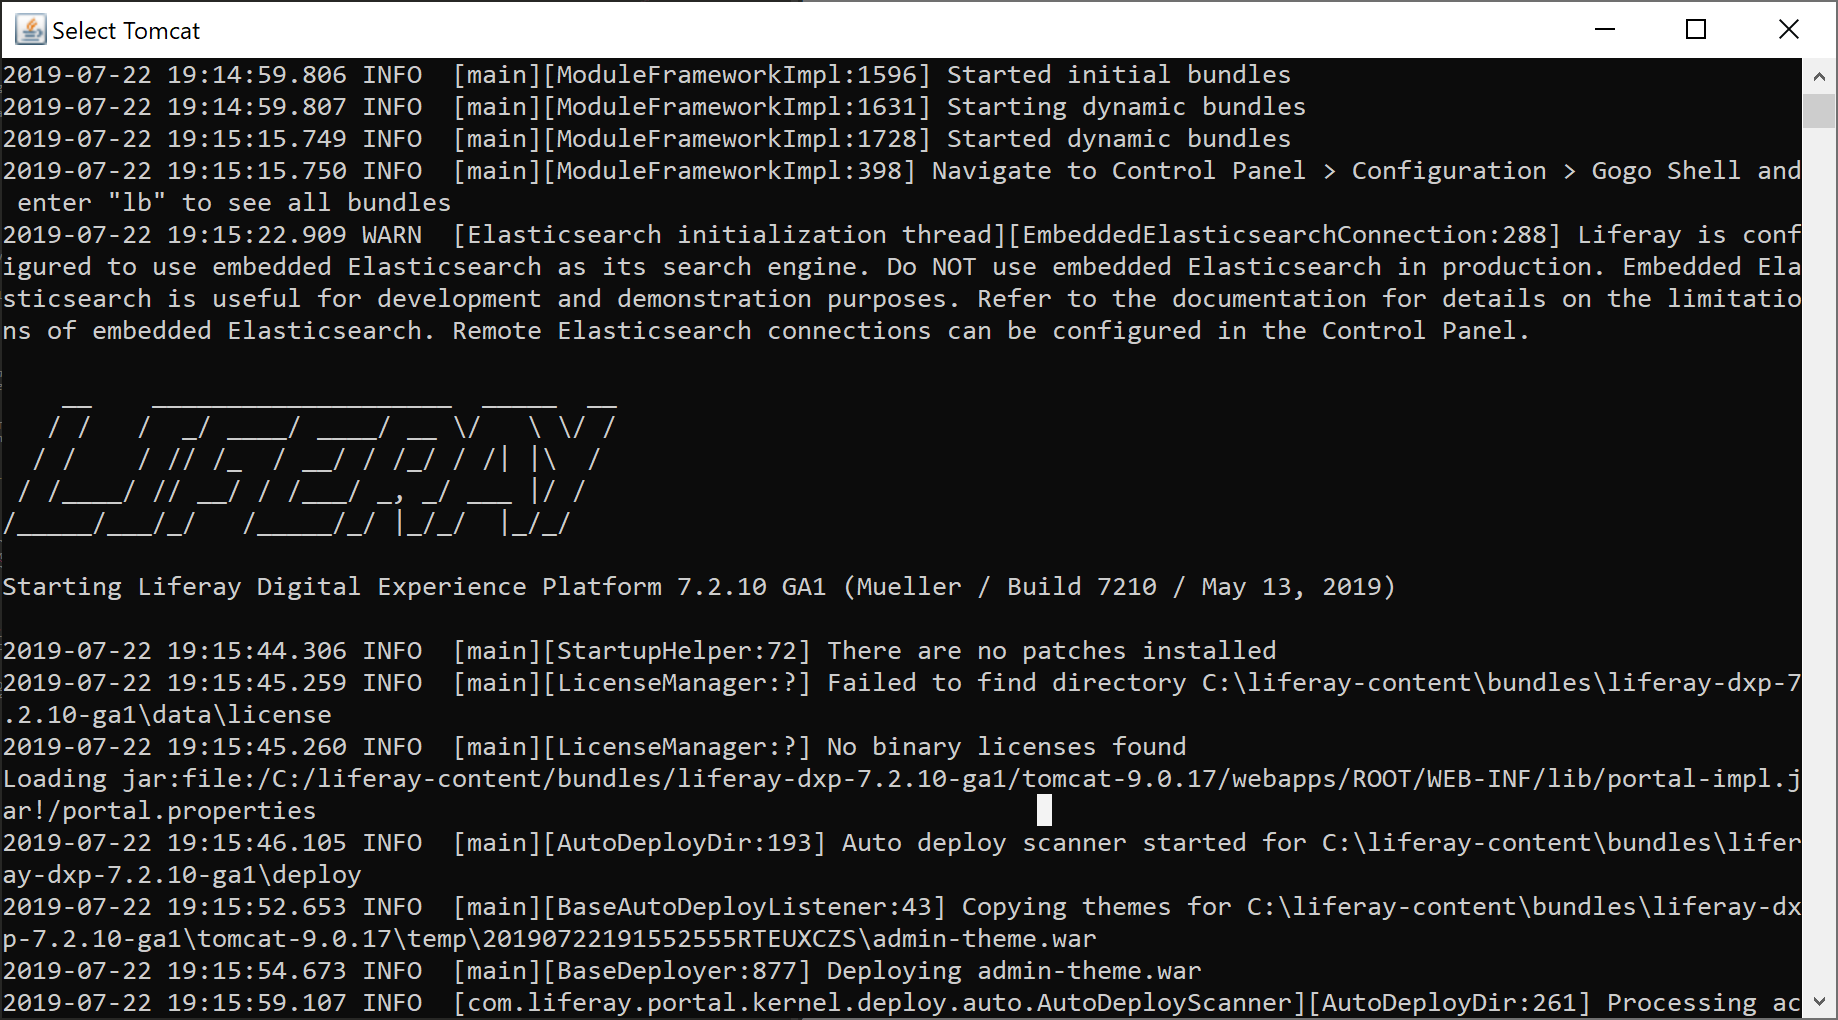 Select Tomcat
2019-07-22 19:14:59.806 INFO  [main][ModuleFrameworkImpl:1596] Started initial bundles
2019-07-22 19:14:59.807 INFO  [main][ModuleFrameworkImpl:1631] Starting dynamic bundles
2019-07-22 19:15:15.749 INFO  [main][ModuleFrameworkImpl:1728] Started dynamic bundles
2019-07-22 19:15:15.750 INFO  [main][ModuleFrameworkImpl:398] Navigate to Control Panel > Configuration > Gogo Shell and
 enter "lb" to see all bundles
2019-07-22 19:15:22.909 WARN  [Elasticsearch initialization thread][EmbeddedElasticsearchConnection:288] Liferay is conf
igured to use embedded Elasticsearch as its search engine. Do NOT use embedded Elasticsearch in production. Embedded Ela
sticsearch is useful for development and demonstration purposes. Refer to the documentation for details on the limitatio
ns of embedded Elasticsearch. Remote Elasticsearch connections can be configured in the Control Panel.
LIFERAY
Starting Liferay Digital Experience Platform 7.2.10 GA1 (Mueller / Build 7210 / May 13, 2019)
2019-07-22 19:15:44.306 INFO  [main][StartupHelper:72] There are no patches installed
2019-07-22 19:15:45.259 INFO  [main][LicenseManager:?] Failed to find directory C:\liferay-content\bundles\liferay-dxp-7
.2.10-ga1\data\license
2019-07-22 19:15:45.260 INFO  [main][LicenseManager:?] No binary licenses found
Loading jar:file:/C:/liferay-content/bundles/liferay-dxp-7.2.10-ga1/tomcat-9.0.17/webapps/ROOT/WEB-INF/lib/portal-impl.j
ar!/portal.properties
2019-07-22 19:15:46.105 INFO  [main][AutoDeployDir:193] Auto deploy scanner started for C:\liferay-content\bundles\lifer
ay-dxp-7.2.10-ga1\deploy
2019-07-22 19:15:52.653 INFO  [main][BaseAutoDeployListener:43] Copying themes for C:\liferay-content\bundles\liferay-dx
p-7.2.10-ga1\tomcat-9.0.17\temp\20190722191552555RTEUXCZS\admin-theme.war
2019-07-22 19:15:54.673 INFO  [main][BaseDeployer:877] Deploying admin-theme.war
2019-07-22 19:15:59.107 INFO  [com.liferay.portal.kernel.deploy.auto.AutoDeployScanner][AutoDeployDir:261] Processing ac